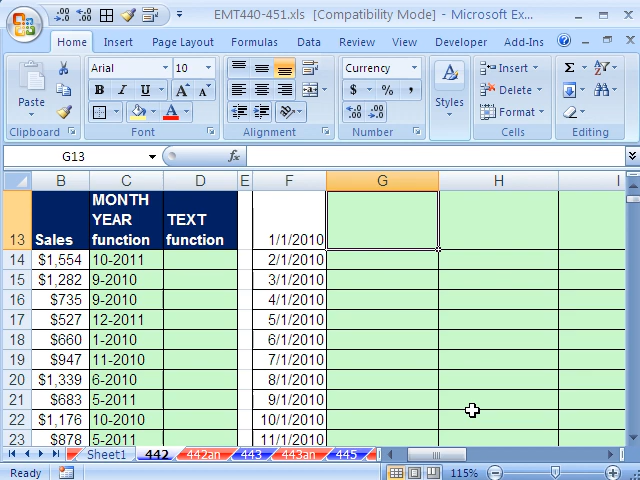 EMT440-451.xls [Compatibility Mode] - Microsoft Ex...
Home Insert Page Layout Formulas Data Review View Developer Add-Ins
Paste
Clipboard
Arial 10
B I U
Font
Alignment
Currency
$ % ,
Number
Styles
Insert
Delete
Format
Cells
Editing
G13 fx
B C D E F G H I
13 Sales MONTH YEAR function TEXT function 1/1/2010
14 $1,554 10-2011 2/1/2010
15 $1,282 9-2010 3/1/2010
16 $735 9-2010 4/1/2010
17 $527 12-2011 5/1/2010
18 $660 1-2010 6/1/2010
19 $947 11-2010 7/1/2010
20 $1,339 6-2010 8/1/2010
21 $683 5-2011 9/1/2010
22 $1,176 10-2010 10/1/2010
23 $878 5-2011 11/1/2010
Sheet1 442 442an 443 443an 445
Ready 115%